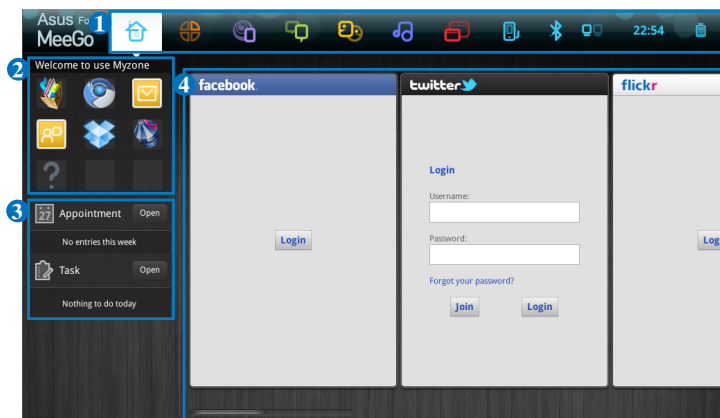 Asus Fo
MeeGo
1
22:54
2
Welcome to use Myzone
3
27
Appointment
Open
No entries this week
Task
Open
Nothing to do today
4
facebook.
Login
twitter
Login
Username:
Password:
Forgot your password?
Join
Login
flickr
Log